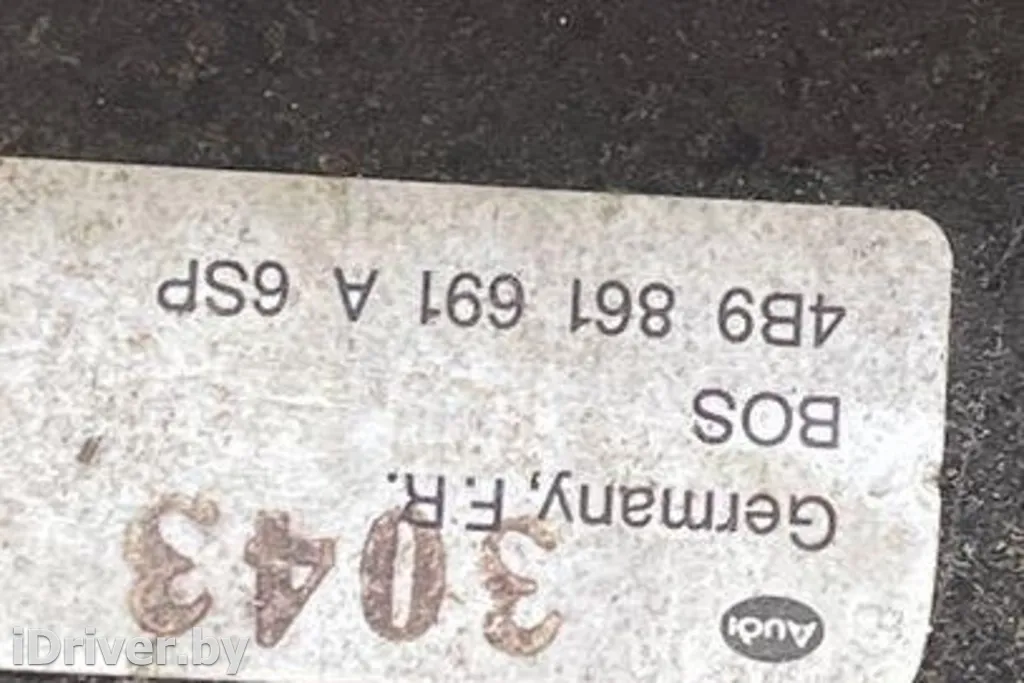 Audi
3043
Germany, F.R.
BOS
4B9 861 691 A 6SP
iDriver.by